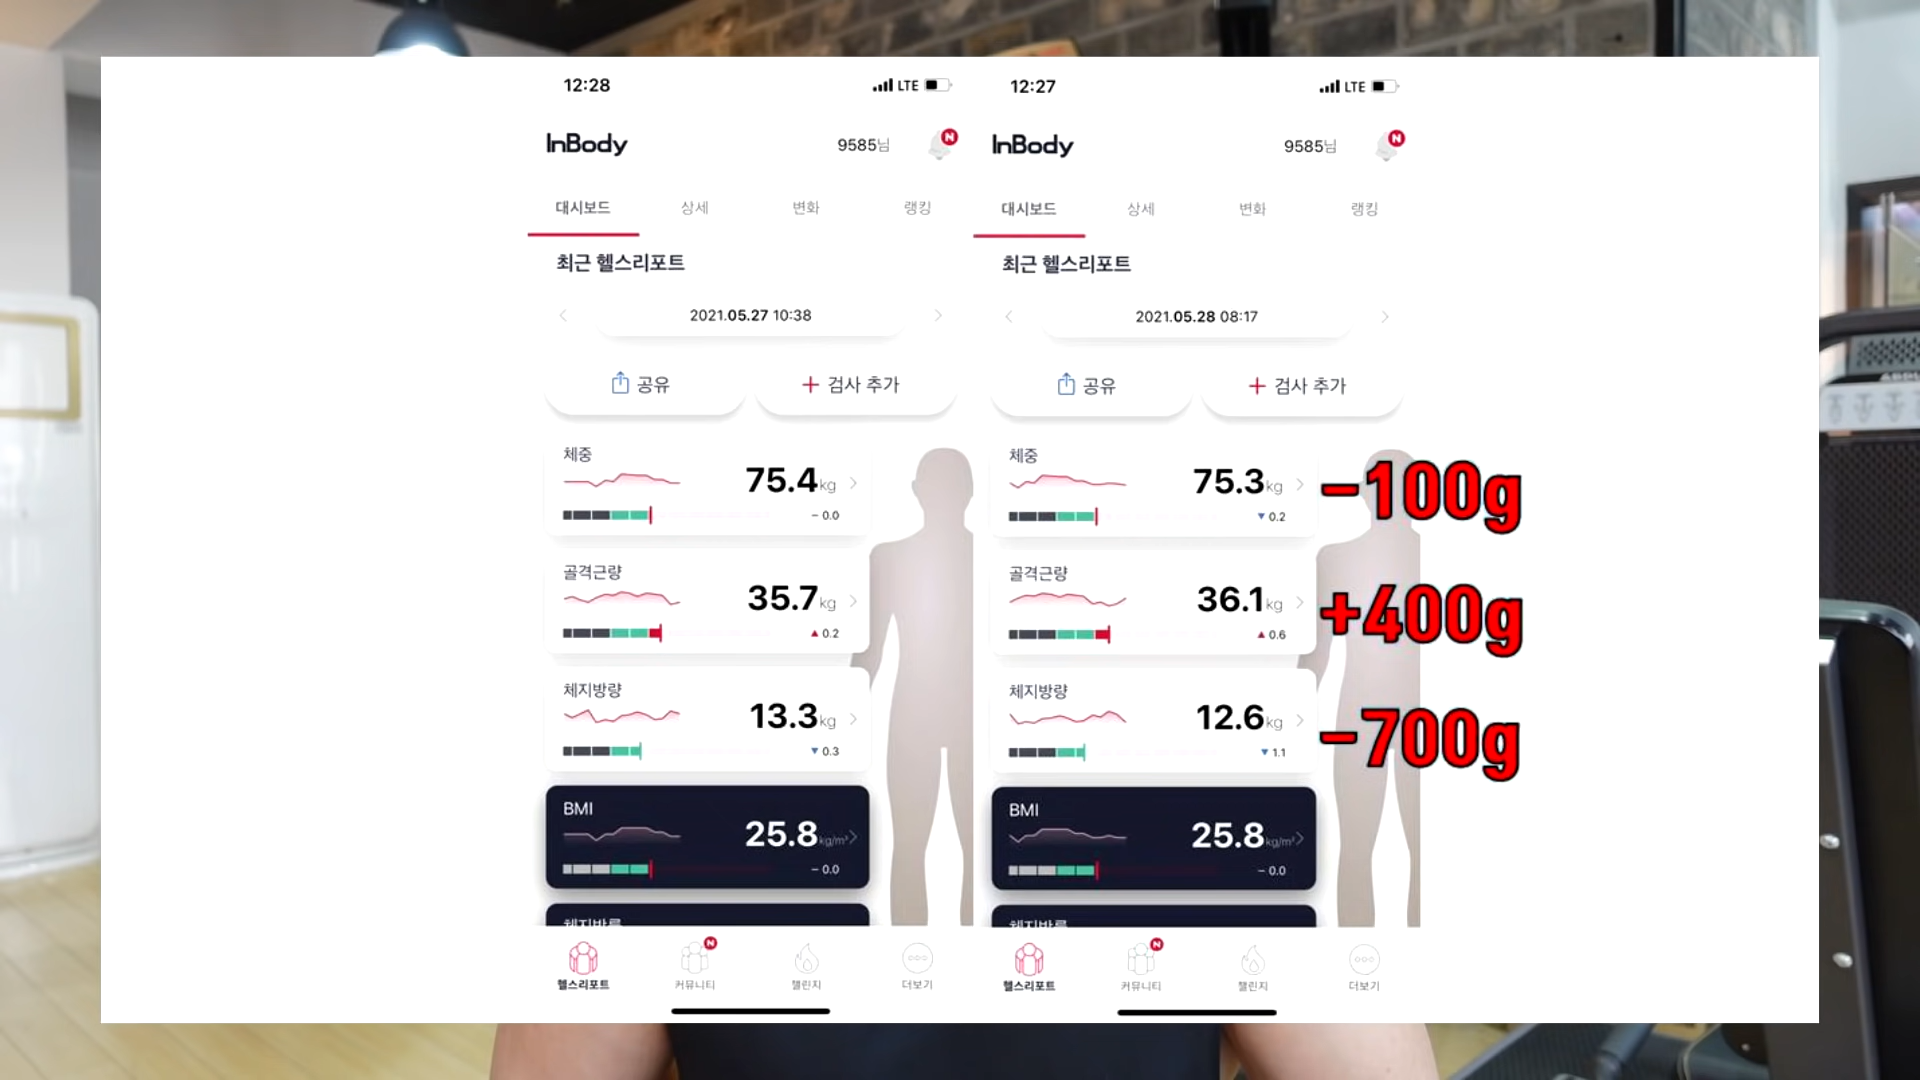 12:28
LTE
InBody
9585님
N
대시보드 상세 변화 랭킹
최근 헬스리포트
2021.05.27 10:38
공유
+ 검사 추가
체중
75.4kg
– 0.0
골격근량
35.7kg
▲ 0.2
체지방량
13.3kg
▼ 0.3
BMI
25.8kg/m²
– 0.0
N
헬스리포트 커뮤니티 챌린지 더보기
12:27
LTE
InBody
9585님
N
대시보드 상세 변화 랭킹
최근 헬스리포트
2021.05.28 08:17
공유
+ 검사 추가
체중
75.3kg
▼ 0.2
골격근량
36.1kg
▲ 0.6
체지방량
12.6kg
▼ 1.1
BMI
25.8kg/m²
– 0.0
N
헬스리포트 커뮤니티 챌린지 더보기
–100g
+400g
–700g